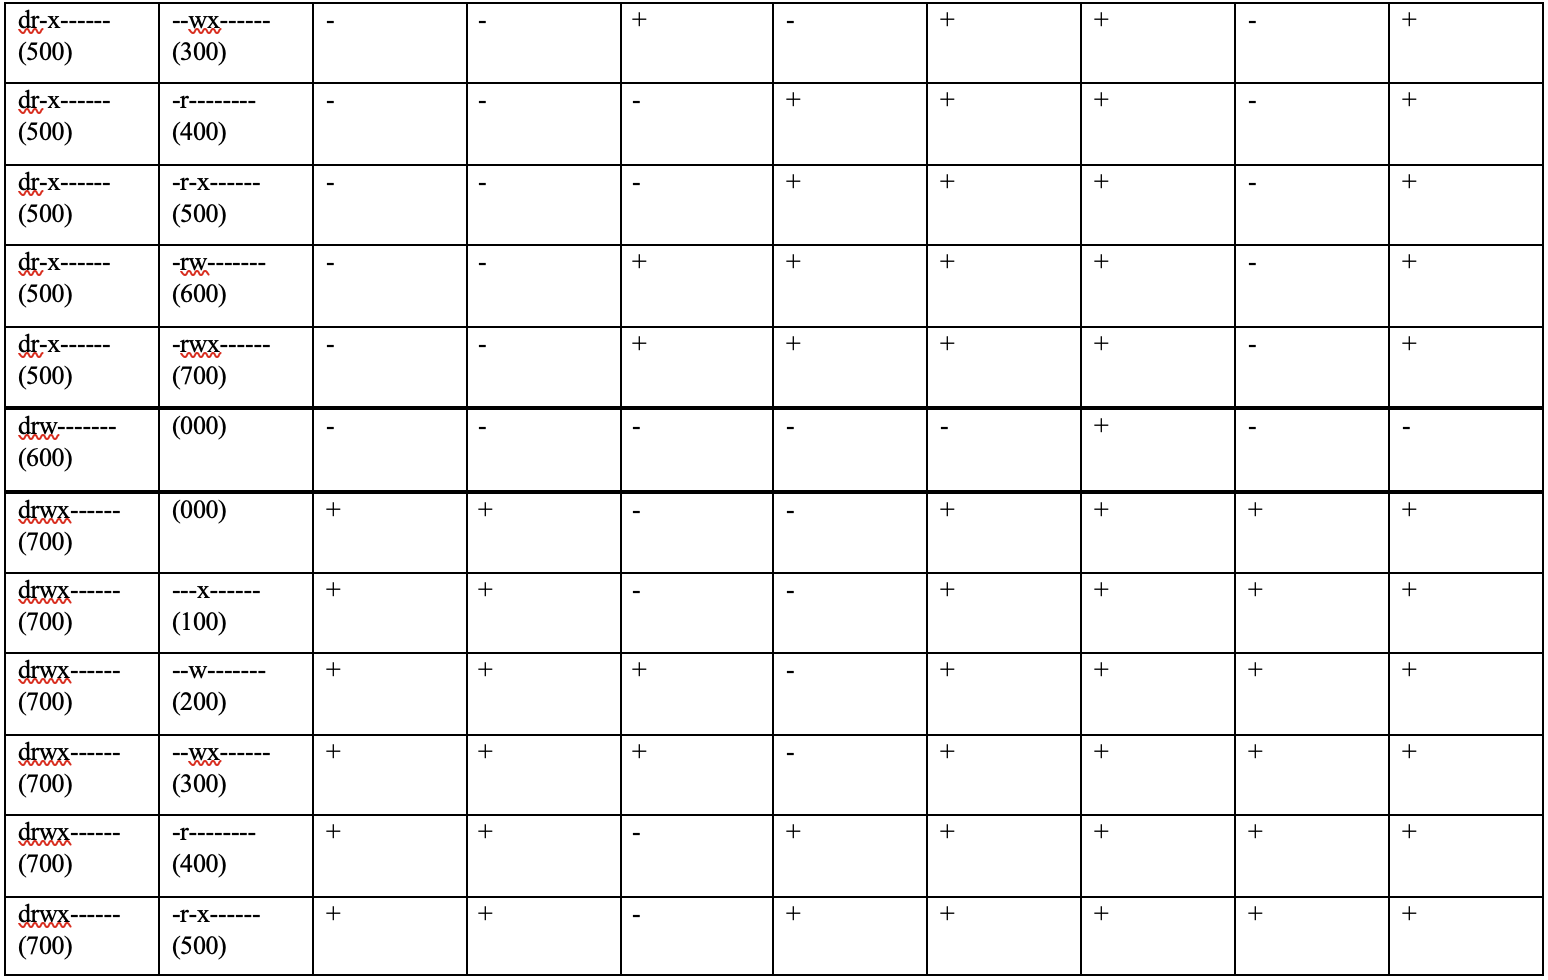 dr-x------ --wx------ - - + - + + - +
(500) (300)
dr-x------ -r-------- - - - + + + - +
(500) (400)
dr-x------ -r-x------ - - - + + + - +
(500) (500)
dr-x------ -rw------- - - + + + + - +
(500) (600)
dr-x------ -rwx------ - - + + + + - +
(500) (700)
drw------- (000) - - - - - + - -
(600)
drwx------ (000) + + - - + + + +
(700)
drwx------ ---x------ + + - - + + + +
(700) (100)
drwx------ --w------- + + + - + + + +
(700) (200)
drwx------ --wx------ + + + - + + + +
(700) (300)
drwx------ -r-------- + + - + + + + +
(700) (400)
drwx------ -r-x------ + + - + + + + +
(700) (500)